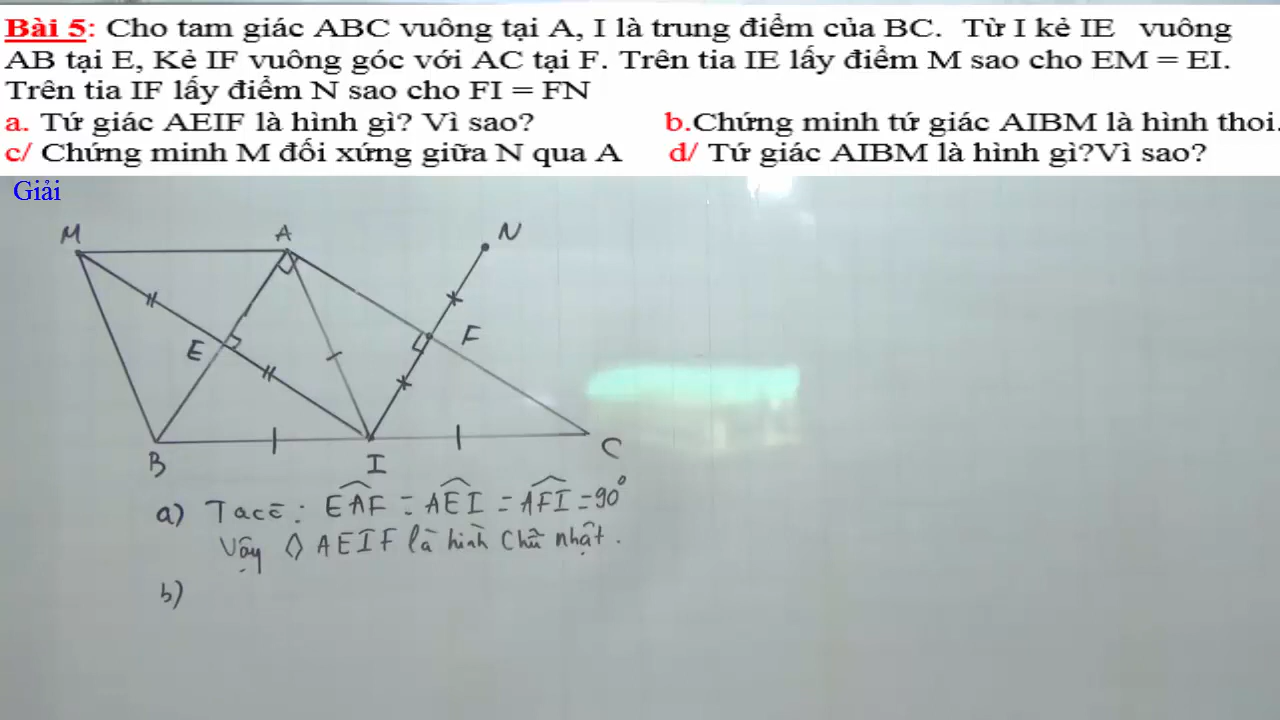 Bài 5: Cho tam giác ABC vuông tại A, I là trung điểm của BC. Từ I kẻ IE vuông
AB tại E, Kẻ IF vuông góc với AC tại F. Trên tia IE lấy điểm M sao cho EM = EI.
Trên tia IF lấy điểm N sao cho FI = FN
a. Tứ giác AEIF là hình gì? Vì sao? b.Chứng minh tứ giác AIBM là hình thoi.
c/ Chứng minh M đối xứng giữa N qua A d/ Tứ giác AIBM là hình gì?Vì sao?
Giải
M A N
E F
B I C
a) Ta có : EAF = AEI = AFI = 90°
Vậy ◊ AEIF là hình chữ nhật.
b)